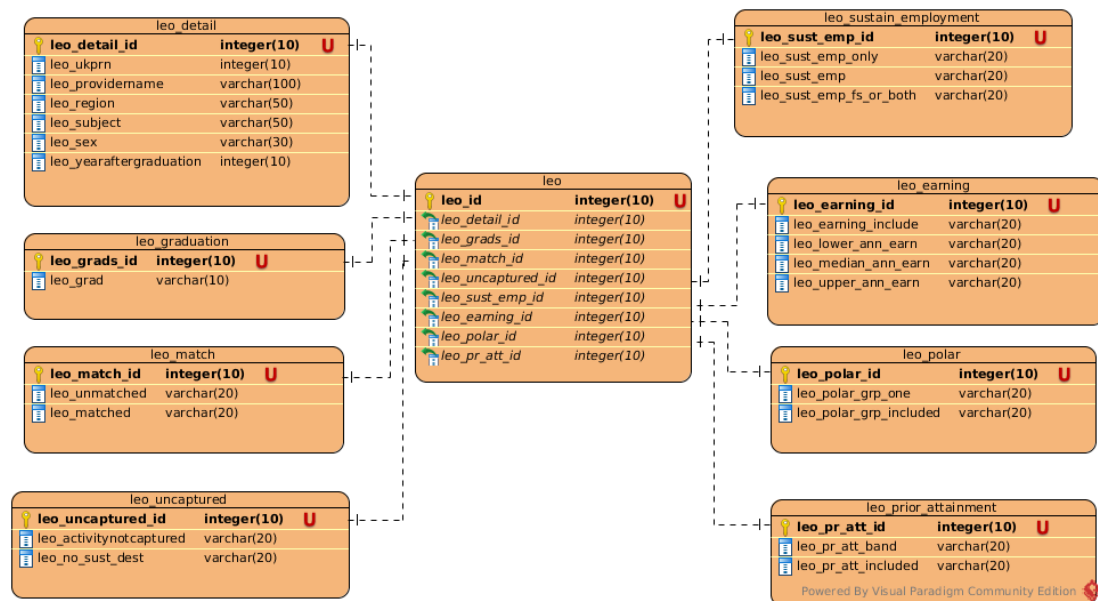 leo_detail
leo_detail_id integer(10) U
leo_ukprn integer(10)
leo_providername varchar(100)
leo_region varchar(50)
leo_subject varchar(50)
leo_sex varchar(30)
leo_yearaftergraduation integer(10)
leo_graduation
leo_grads_id integer(10) U
leo_grad varchar(10)
leo_match
leo_match_id integer(10) U
leo_unmatched varchar(20)
leo_matched varchar(20)
leo_uncaptured
leo_uncaptured_id integer(10) U
leo_activitynotcaptured varchar(20)
leo_no_sust_dest varchar(20)
leo
leo_id integer(10) U
leo_detail_id integer(10)
leo_grads_id integer(10)
leo_match_id integer(10)
leo_uncaptured_id integer(10)
leo_sust_emp_id integer(10)
leo_earning_id integer(10)
leo_polar_id integer(10)
leo_pr_att_id integer(10)
leo_sustain_employment
leo_sust_emp_id integer(10) U
leo_sust_emp_only varchar(20)
leo_sust_emp varchar(20)
leo_sust_emp_fs_or_both varchar(20)
leo_earning
leo_earning_id integer(10) U
leo_earning_include varchar(20)
leo_lower_ann_earn varchar(20)
leo_median_ann_earn varchar(20)
leo_upper_ann_earn varchar(20)
leo_polar
leo_polar_id integer(10) U
leo_polar_grp_one varchar(20)
leo_polar_grp_included varchar(20)
leo_prior_attainment
leo_pr_att_id integer(10) U
leo_pr_att_band varchar(20)
leo_pr_att_included varchar(20)
Powered By Visual Paradigm Community Edition